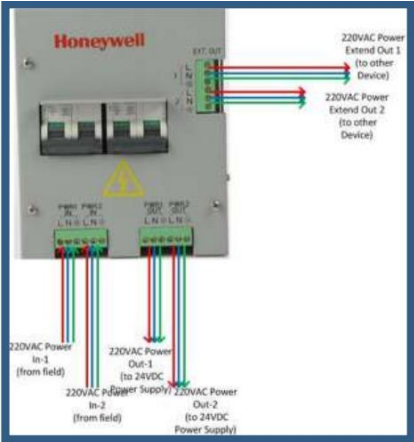 Honeywell
EXT. OUT
1
L
N
2
L
N
220VAC Power
Extend Out 1
(to other
Device)
220VAC Power
Extend Out 2
(to other
Device)
PWR1 PWR2
IN IN
L N L N
PWR1 PWR2
OUT OUT
L N L N
220VAC Power
In-1
(from field)
220VAC Power
In-2
(from field)
220VAC Power
Out-1
(to 24VDC
Power Supply)
220VAC Power
Out-2
(to 24VDC
Power Supply)